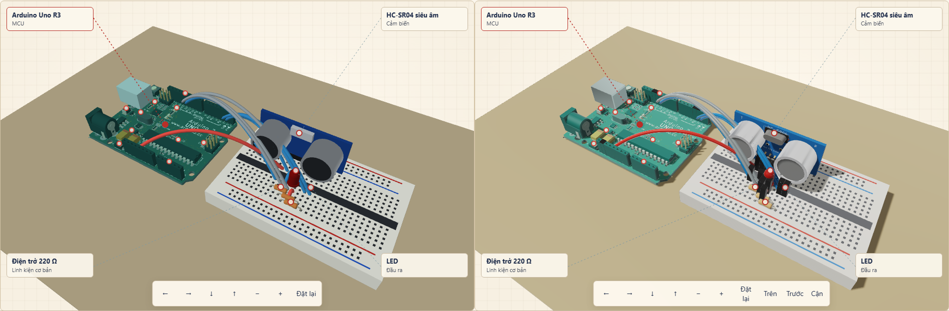 Arduino Uno R3
MCU
HC-SR04 siêu âm
Cảm biến
Điện trở 220 Ω
Linh kiện cơ bản
LED
Đầu ra
← → ↓ ↑ − + Đặt lại
Arduino Uno R3
MCU
HC-SR04 siêu âm
Cảm biến
Điện trở 220 Ω
Linh kiện cơ bản
LED
Đầu ra
← → ↓ ↑ − + Đặt lại Trên Trước Cận